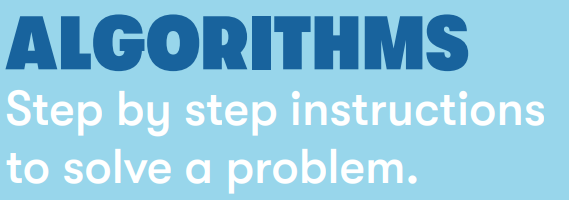 ALGORITHMS
Step by step instructions
to solve a problem.